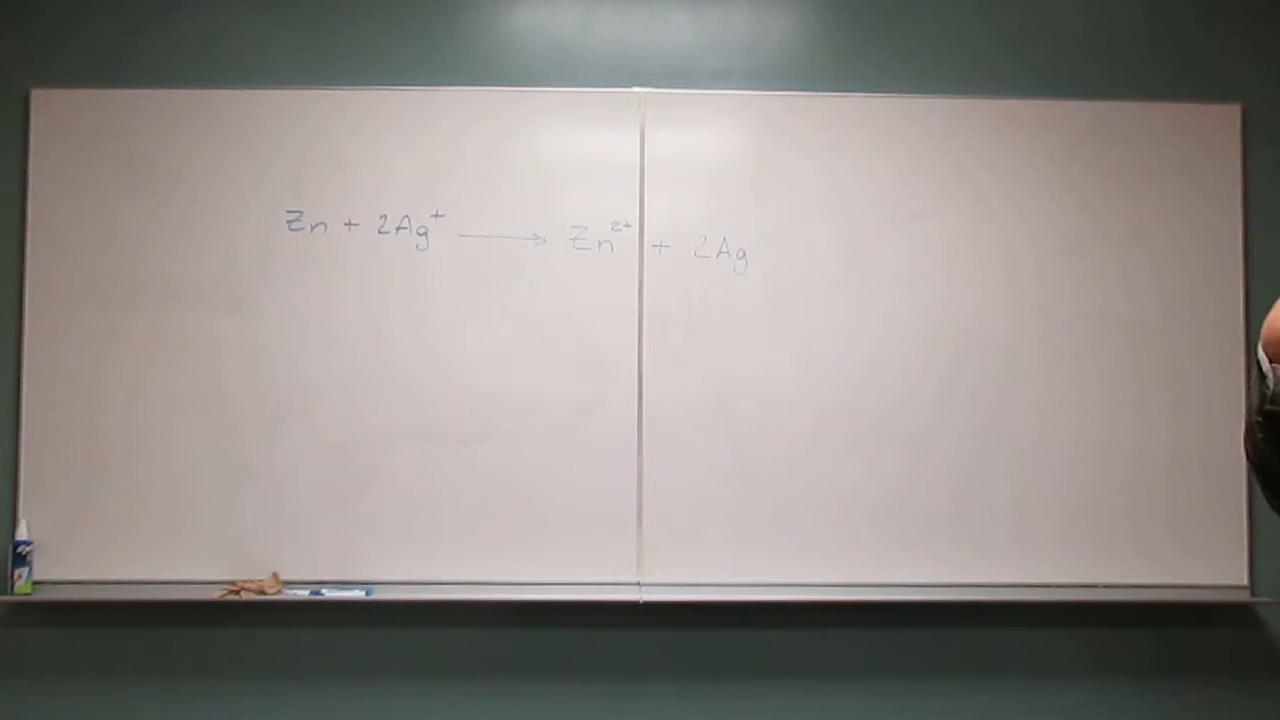 Zn + 2Ag⁺ ⟶ Zn²⁺ + 2Ag